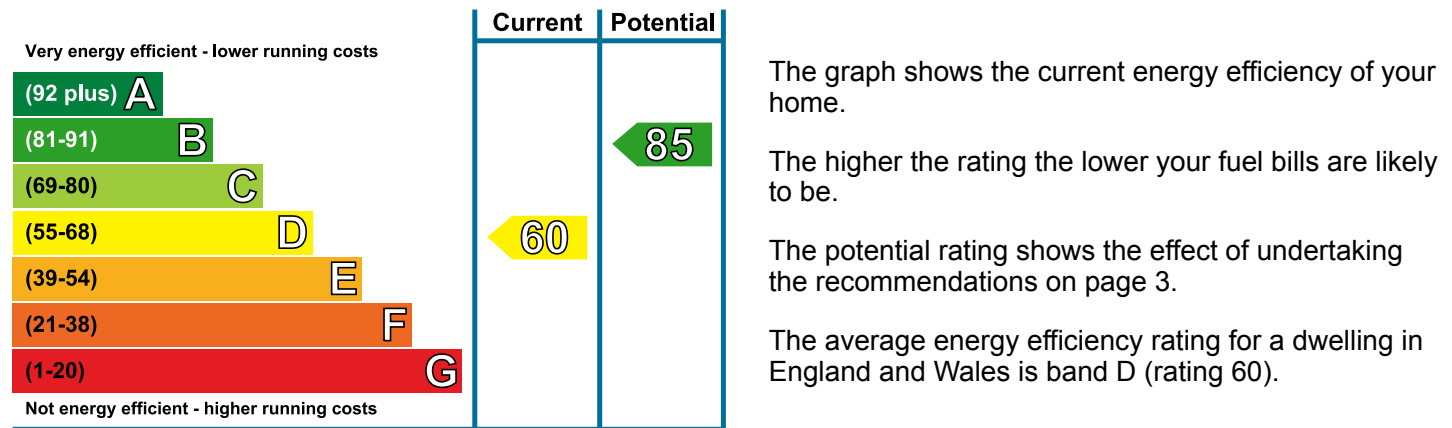 Current Potential
Very energy efficient - lower running costs
(92 plus) A
(81-91) B
85
(69-80) C
(55-68) D
60
(39-54) E
(21-38) F
(1-20) G
Not energy efficient - higher running costs
The graph shows the current energy efficiency of your
home.
The higher the rating the lower your fuel bills are likely
to be.
The potential rating shows the effect of undertaking
the recommendations on page 3.
The average energy efficiency rating for a dwelling in
England and Wales is band D (rating 60).